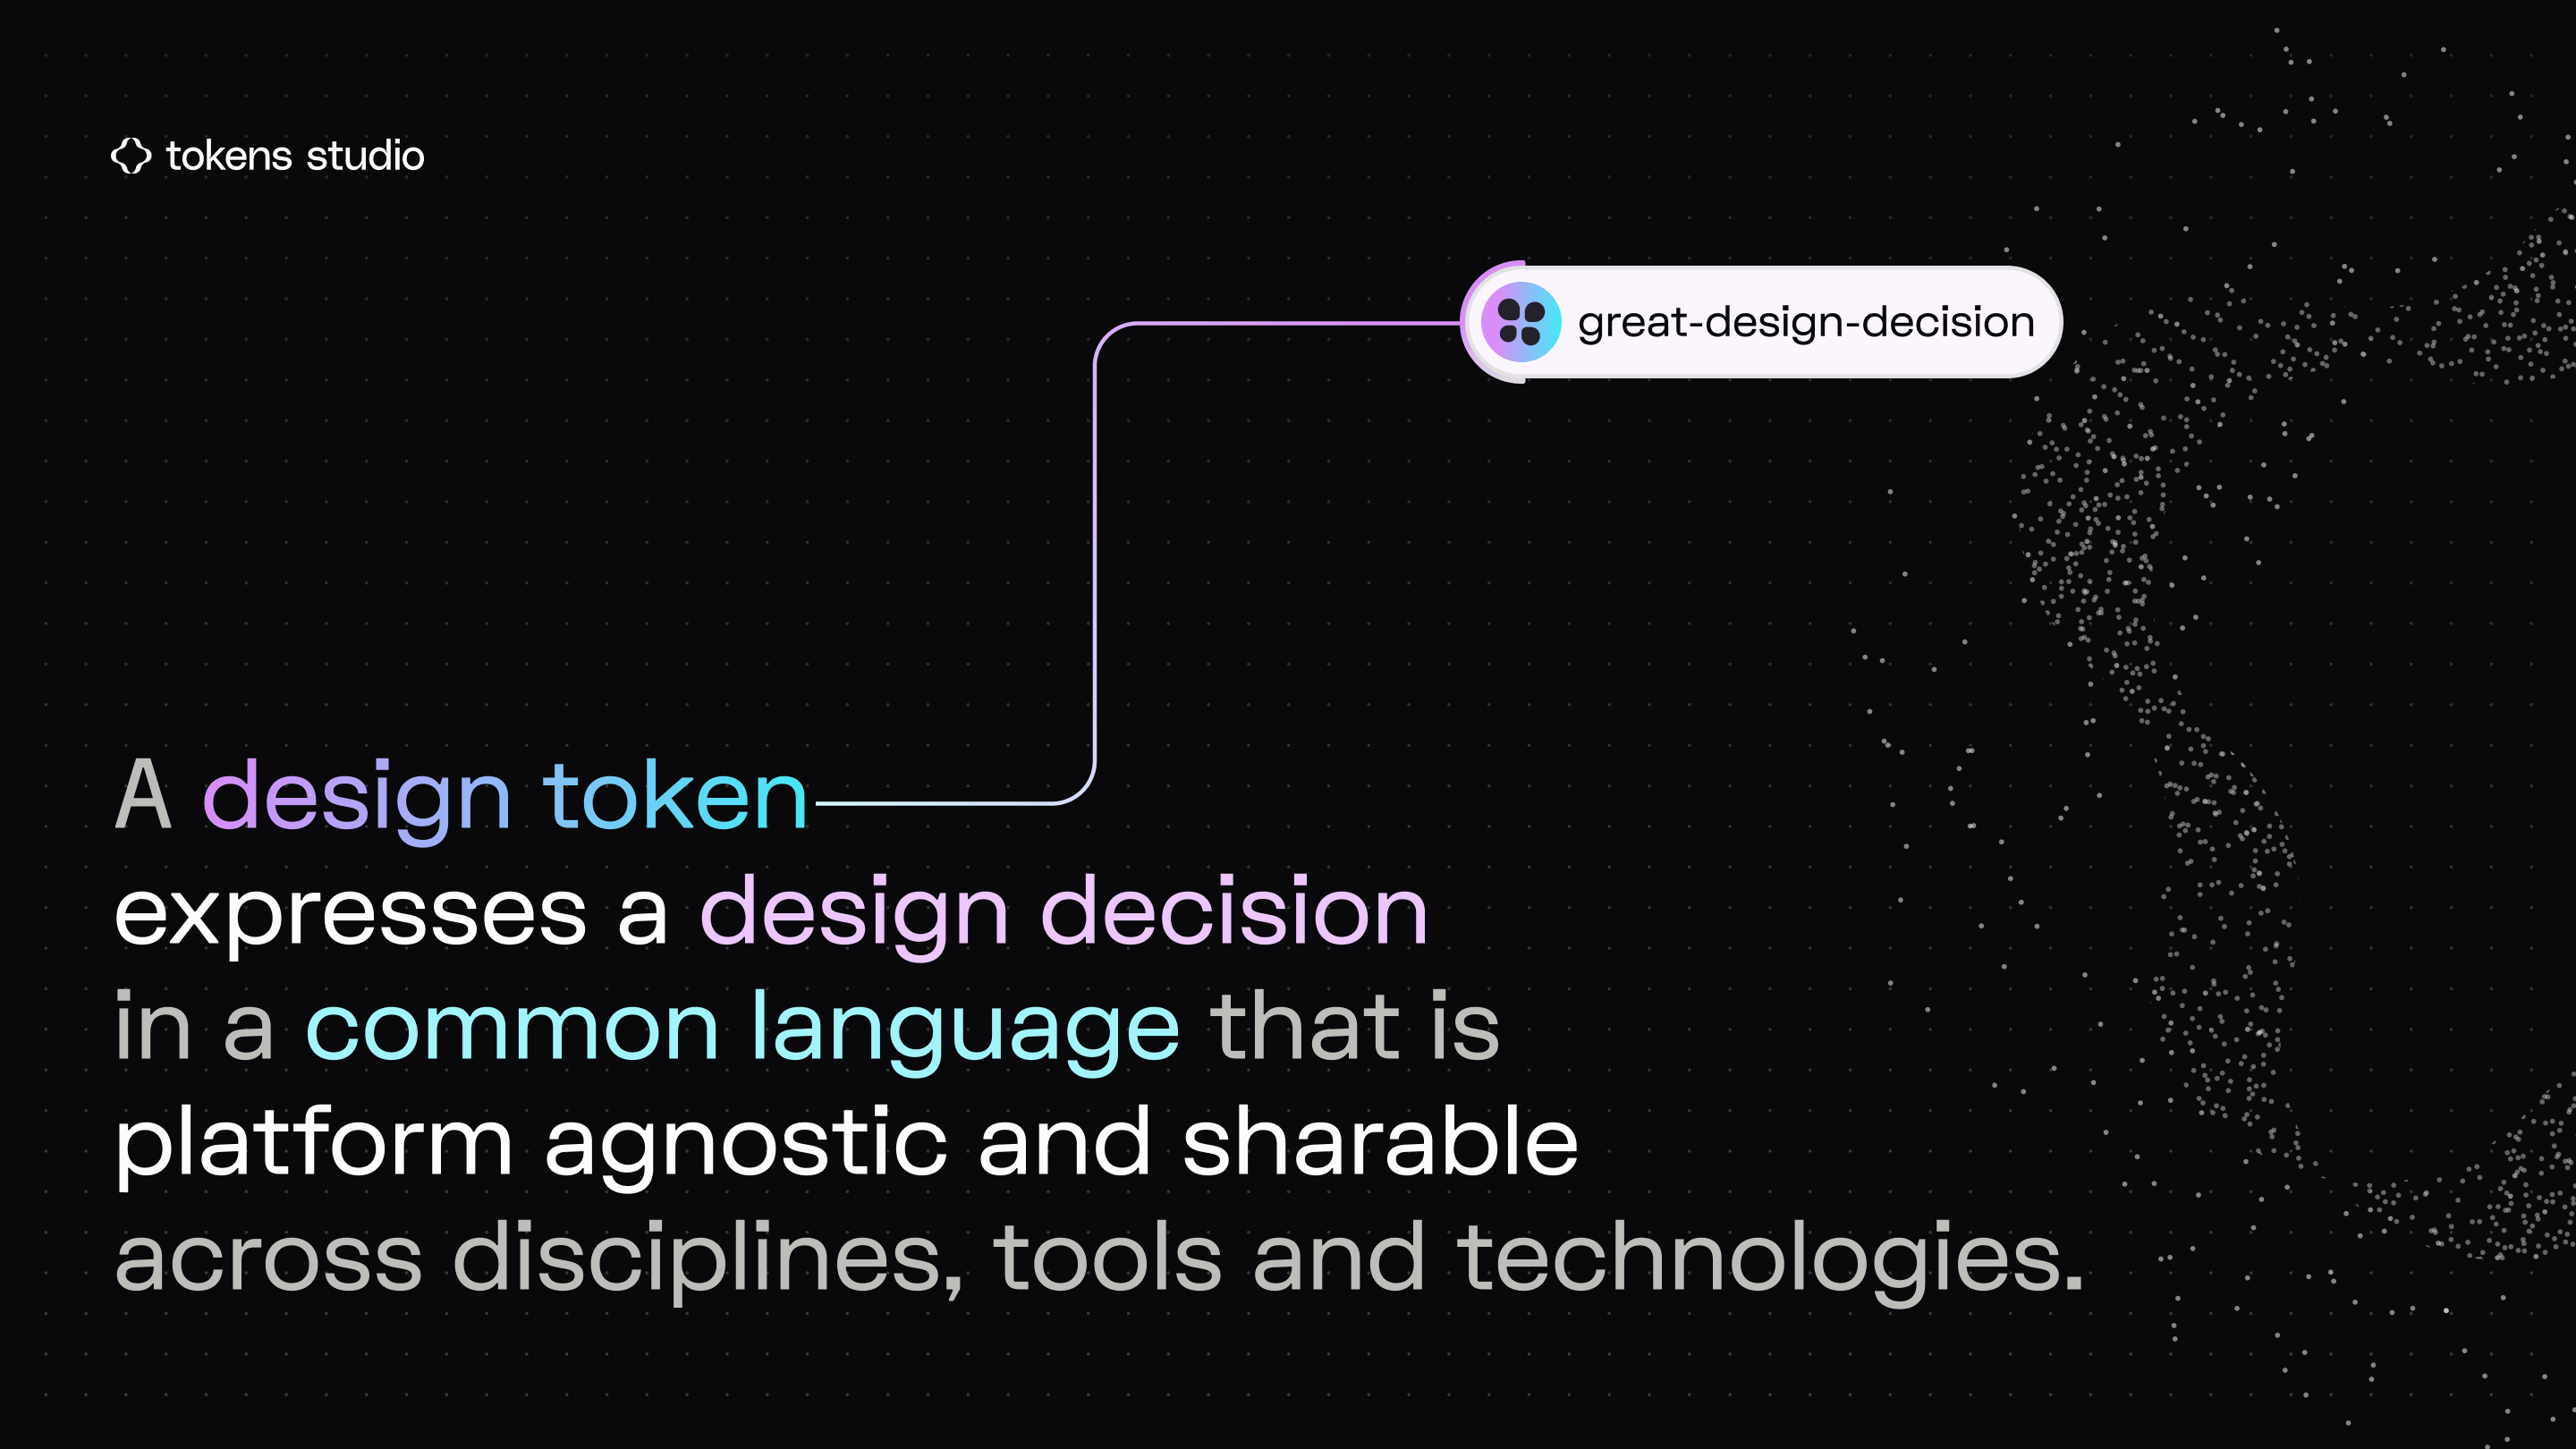 tokens studio
great-design-decision
A design token
expresses a design decision
in a common language that is
platform agnostic and sharable
across disciplines, tools and technologies.